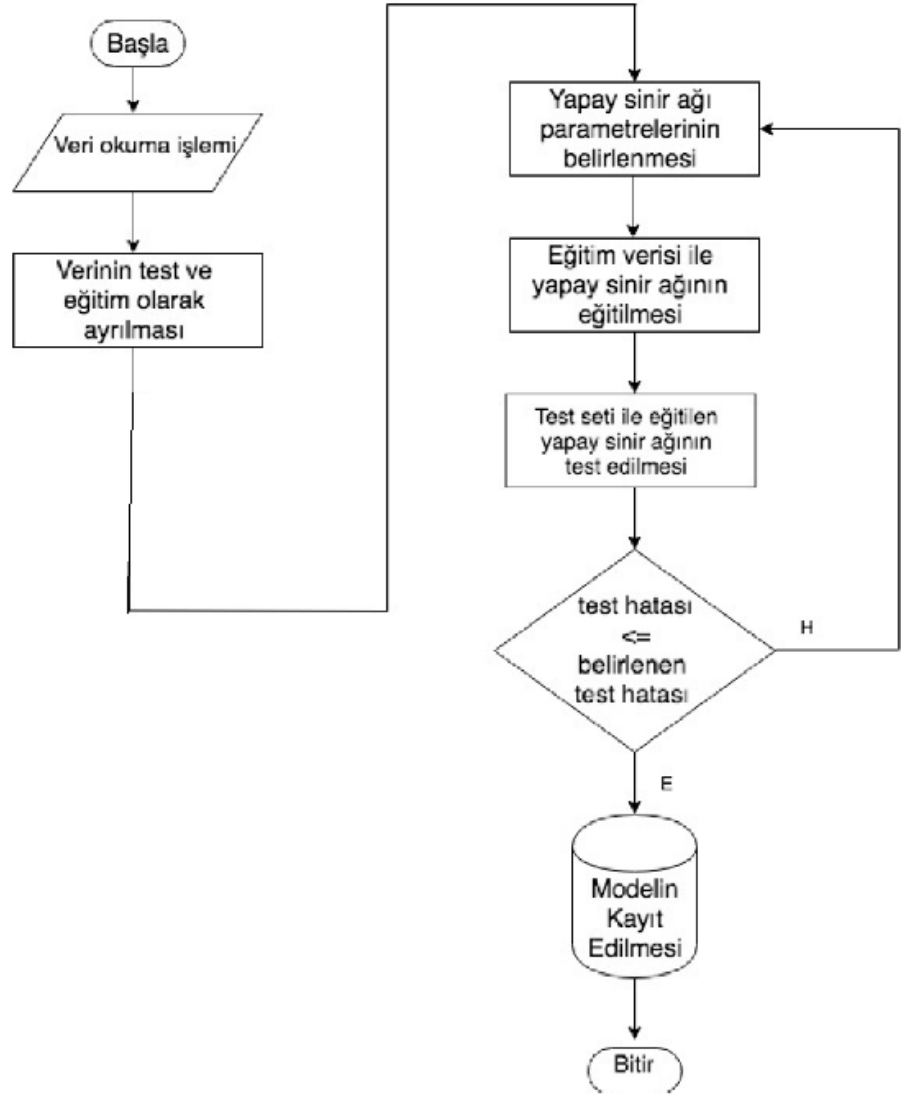 Başla
Veri okuma işlemi
Verinin test ve
eğitim olarak
ayrılması
Yapay sinir ağı
parametrelerinin
belirlenmesi
Eğitim verisi ile
yapay sinir ağının
eğitilmesi
Test seti ile eğitilen
yapay sinir ağının
test edilmesi
test hatası
<=
belirlenen
test hatası
H
E
Modelin
Kayıt
Edilmesi
Bitir